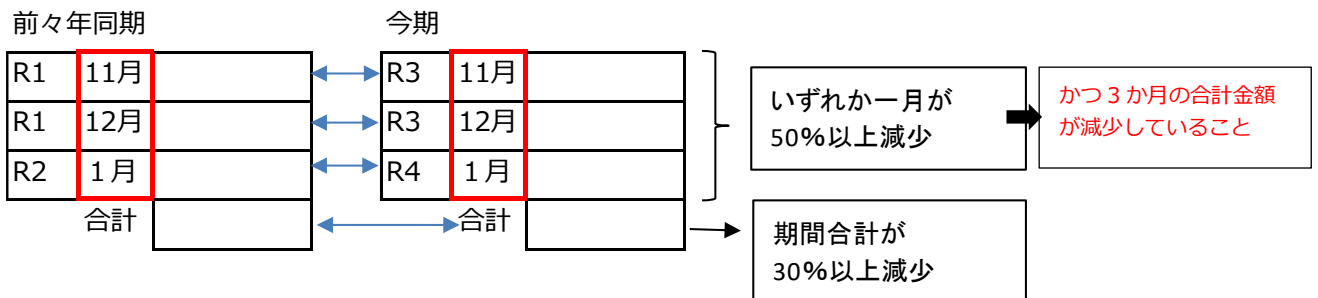 前々年同期 今期
R1 11月 R3 11月
R1 12月 R3 12月
R2 1月 R4 1月
合計 合計
いずれか一月が
50%以上減少
かつ3か月の合計金額
が減少していること
期間合計が
30%以上減少